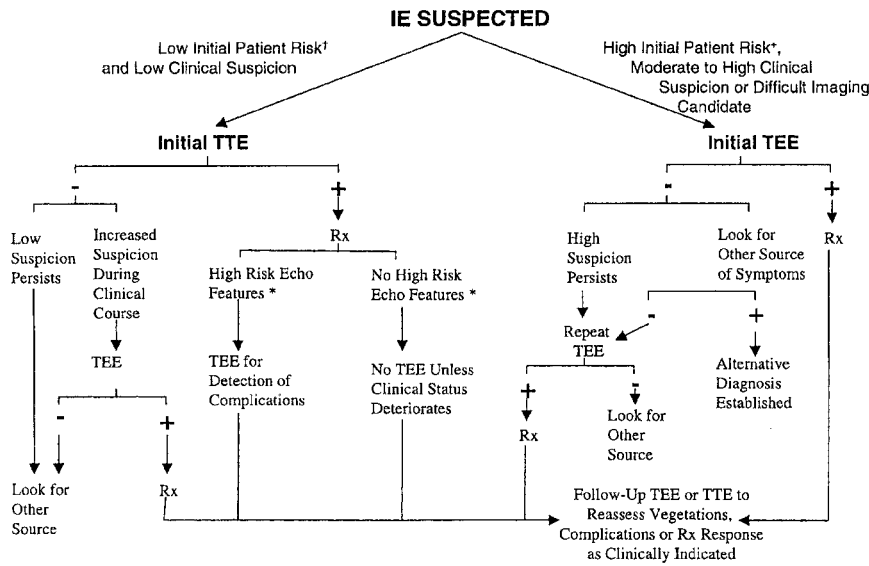 IE SUSPECTED
Low Initial Patient Risk†
and Low Clinical Suspicion
High Initial Patient Risk+,
Moderate to High Clinical
Suspicion or Difficult Imaging
Candidate
Initial TTE
Initial TEE
-
+
-
+
Low
Suspicion
Persists
Increased
Suspicion
During
Clinical
Course
Rx
High Risk Echo
Features *
No High Risk
Echo Features *
High
Suspicion
Persists
Look for
Other Source
of Symptoms
Rx
-
+
TEE
TEE for
Detection of
Complications
No TEE Unless
Clinical Status
Deteriorates
Repeat
TEE
Alternative
Diagnosis
Established
-
+
+
-
Look for
Other
Source
Rx
Rx
Look for
Other
Source
Follow-Up TEE or TTE to
Reassess Vegetations,
Complications or Rx Response
as Clinically Indicated